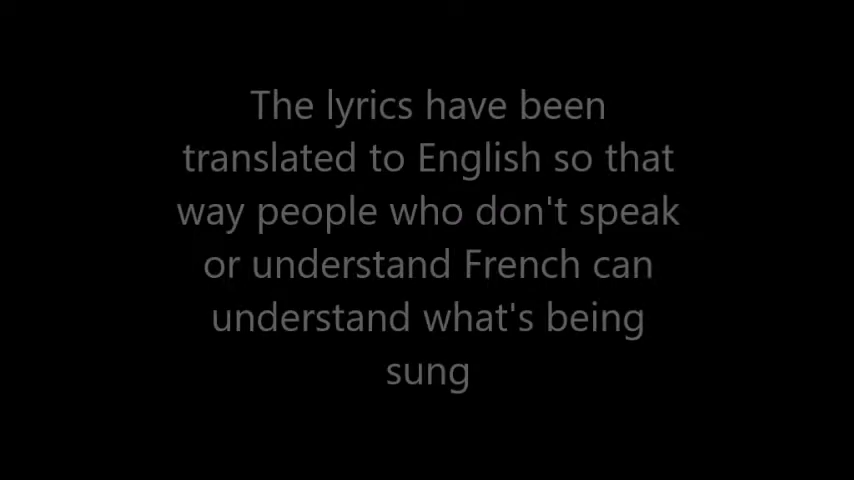 The lyrics have been
translated to English so that
way people who don't speak
or understand French can
understand what's being
sung